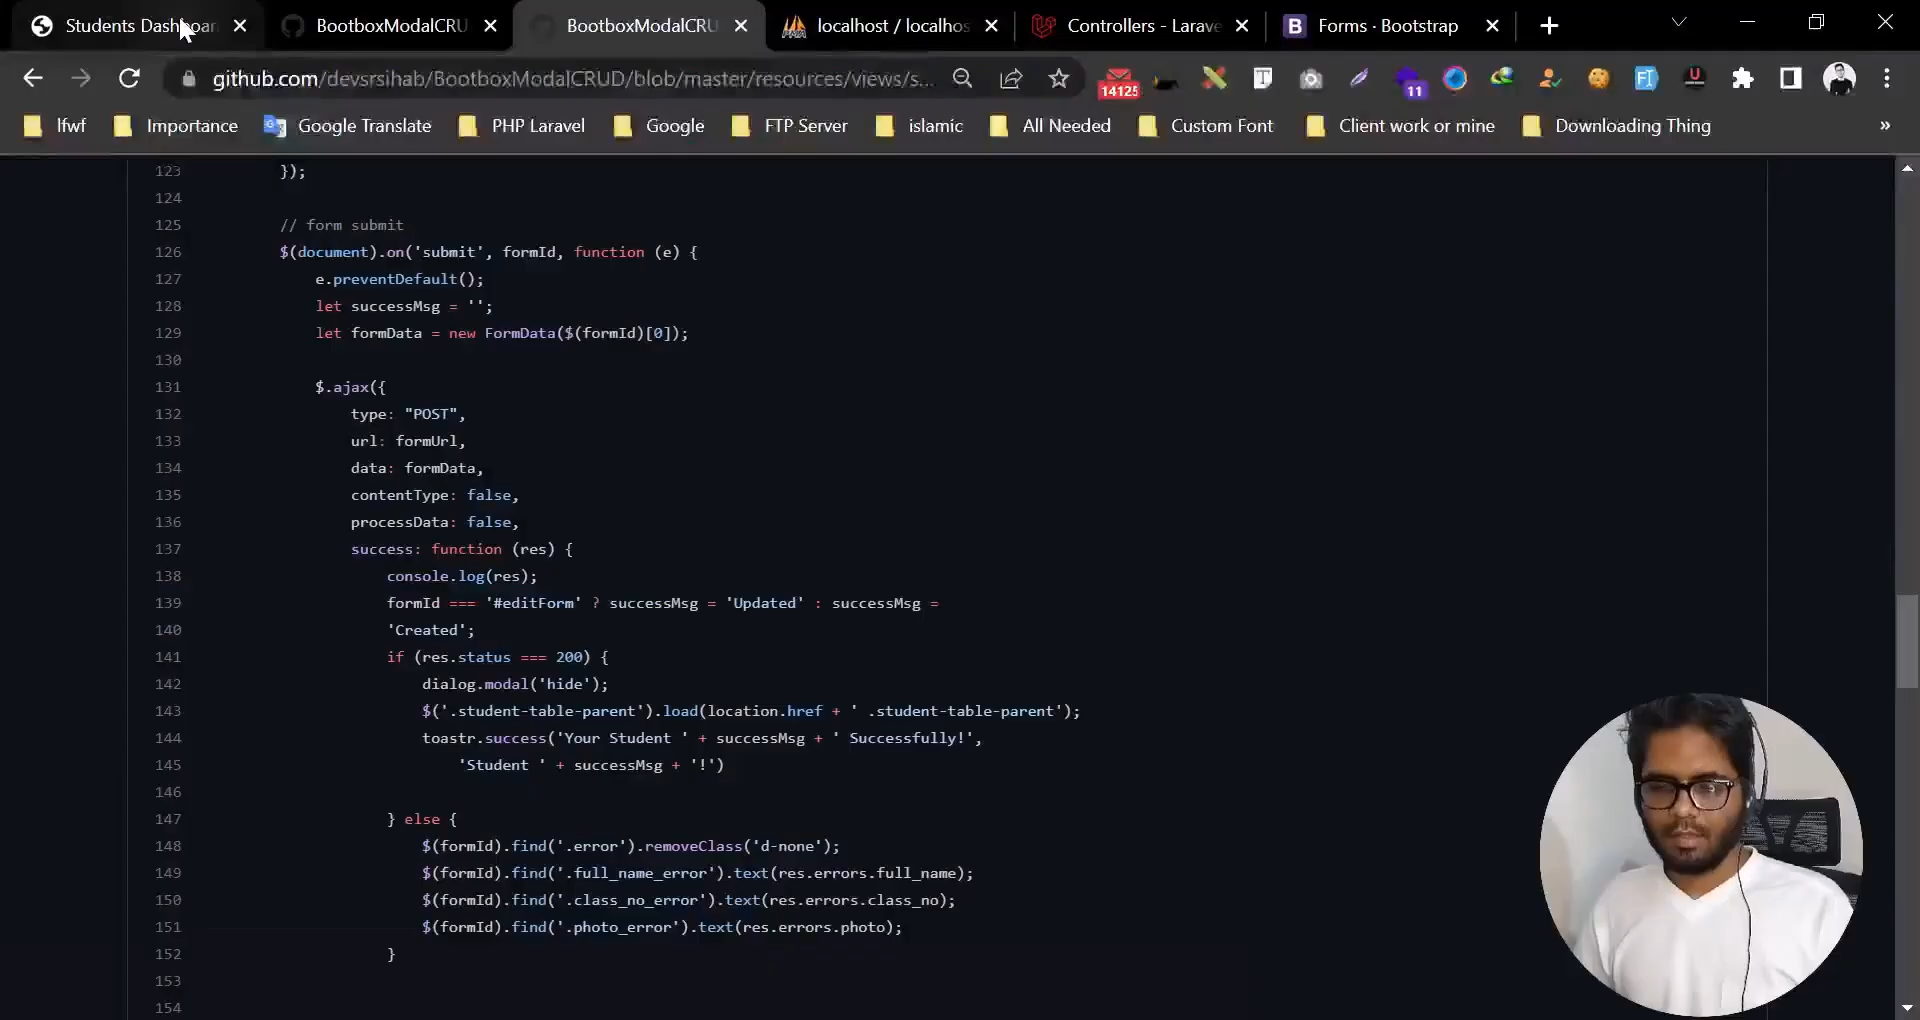 Students Dashboar BootboxModalCRU BootboxModalCRU localhost / localhos Controllers - Larave Forms · Bootstrap
github.com/devsrsihab/BootboxModalCRUD/blob/master/resources/views/s... 14125 11
lfwf Importance Google Translate PHP Laravel Google FTP Server islamic All Needed Custom Font Client work or mine Downloading Thing »
123 });
124
125 // form submit
126 $(document).on('submit', formId, function (e) {
127 e.preventDefault();
128 let successMsg = '';
129 let formData = new FormData($(formId)[0]);
130
131 $.ajax({
132 type: "POST",
133 url: formUrl,
134 data: formData,
135 contentType: false,
136 processData: false,
137 success: function (res) {
138 console.log(res);
139 formId === '#editForm' ? successMsg = 'Updated' : successMsg =
140 'Created';
141 if (res.status === 200) {
142 dialog.modal('hide');
143 $('.student-table-parent').load(location.href + ' .student-table-parent');
144 toastr.success('Your Student ' + successMsg + ' Successfully!',
145 'Student ' + successMsg + '!')
146
147 } else {
148 $(formId).find('.error').removeClass('d-none');
149 $(formId).find('.full_name_error').text(res.errors.full_name);
150 $(formId).find('.class_no_error').text(res.errors.class_no);
151 $(formId).find('.photo_error').text(res.errors.photo);
152 }
153
154